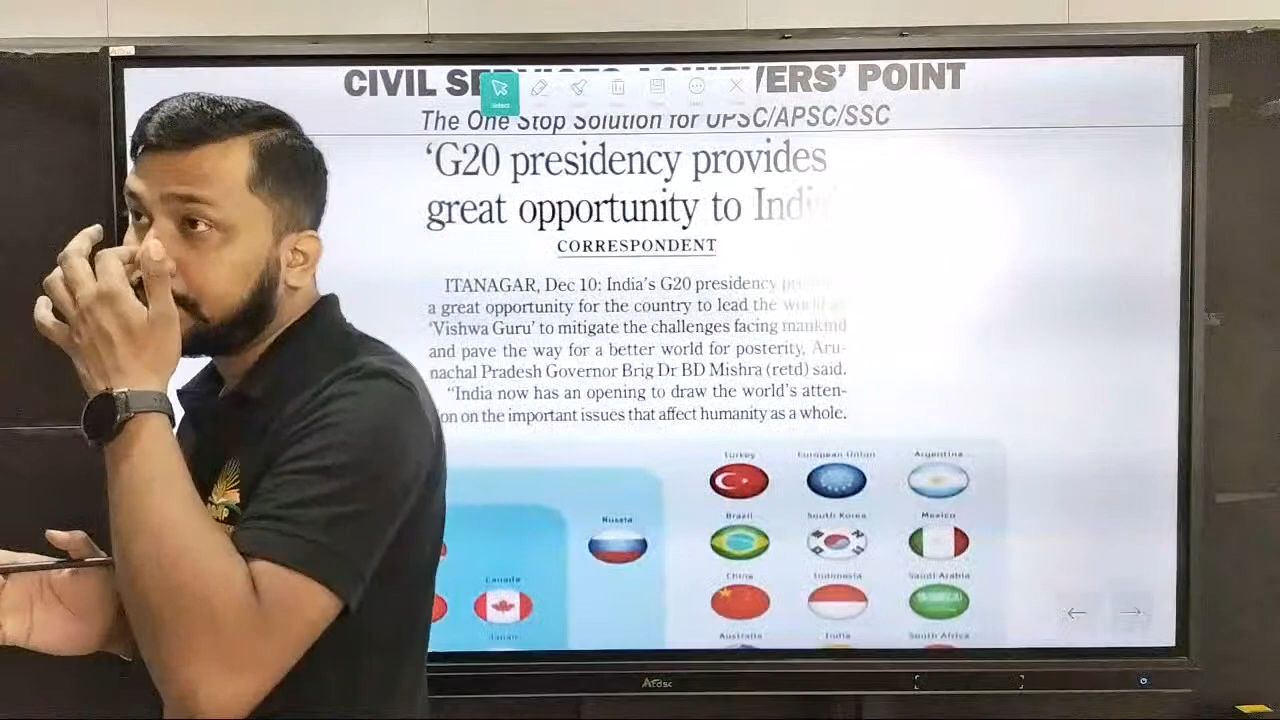 CIVIL SE ERS' POINT
Select
The One Stop Solution for UPSC/APSC/SSC
‘G20 presidency provides
great opportunity to Indi
CORRESPONDENT
ITANAGAR, Dec 10: India's G20 presidency
a great opportunity for the country to lead the world
‘Vishwa Guru’ to mitigate the challenges facing mankind
and pave the way for a better world for posterity, Aru-
nachal Pradesh Governor Brig Dr BD Mishra (retd) said.
“India now has an opening to draw the world's atten-
on on the important issues that affect humanity as a whole.
Turkey European Union Argentina
Russia Brazil South Korea Mexico
Canada China Indonesia Saudi Arabia
Japan Australia India South Africa